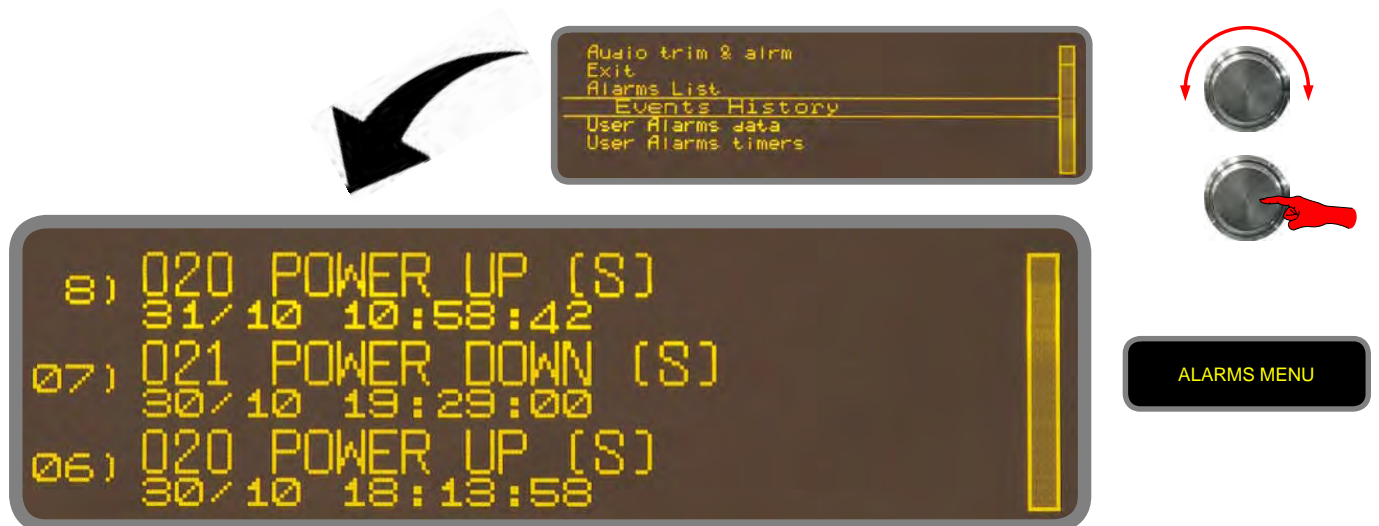 Audio trim & alrm
Exit
Alarms List
Events History
User Alarms data
User Alarms timers
8) 020 POWER UP [S]
31/10 10:58:42
07) 021 POWER DOWN [S]
30/10 19:29:00
06) 020 POWER UP [S]
30/10 18:13:58
ALARMS MENU